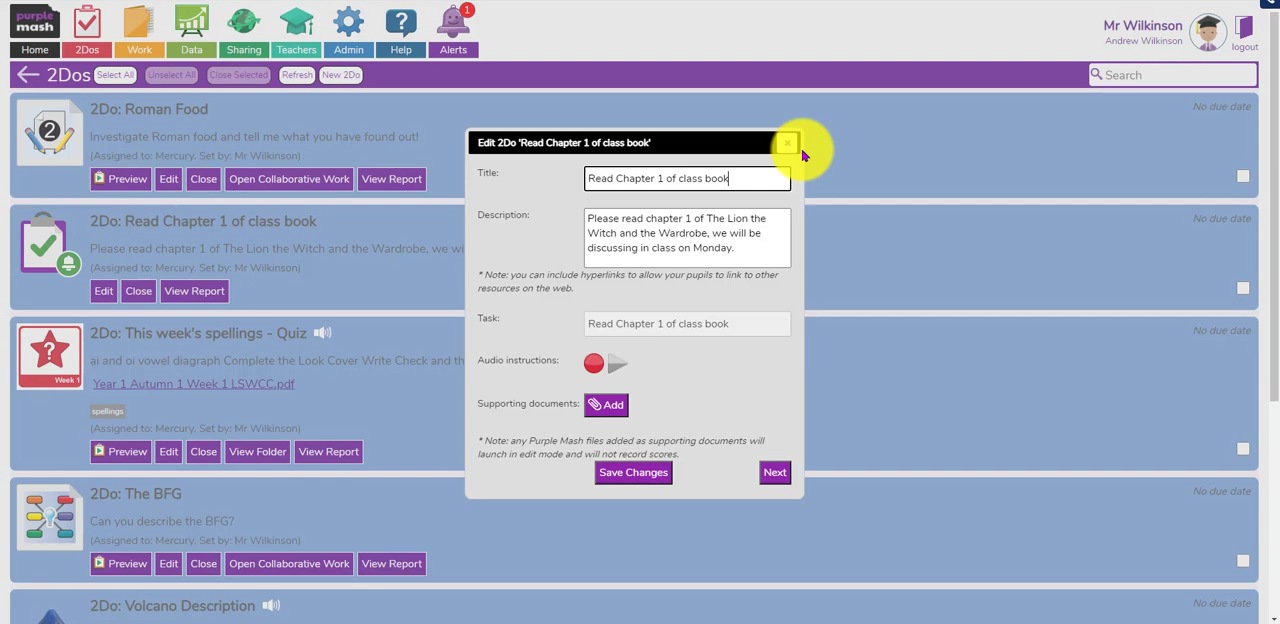 purple
mash
1
Home
2Dos
Work
Data
Sharing
Teachers
Admin
Help
Alerts
Mr Wilkinson
Andrew Wilkinson
logout
2Dos
Select All
Unselect All
Close Selected
Refresh
New 2Do
Search
2Do: Roman Food
No due date
Investigate Roman food and tell me what you have found out!
(Assigned to: Mercury. Set by: Mr Wilkinson)
Preview
Edit
Close
Open Collaborative Work
View Report
2
2Do: Read Chapter 1 of class book
No due date
Please read chapter 1 of The Lion the Witch and the Wardrobe, we wi
(Assigned to: Mercury. Set by: Mr Wilkinson)
Edit
Close
View Report
2Do: This week's spellings - Quiz
No due date
ai and oi vowel diagraph Complete the Look Cover Write Check and th
Year 1 Autumn 1 Week 1 LSWCC.pdf
spellings
(Assigned to: Mercury. Set by: Mr Wilkinson)
Preview
Edit
Close
View Folder
View Report
?
Week 1
2Do: The BFG
No due date
Can you describe the BFG?
(Assigned to: Mercury. Set by: Mr Wilkinson)
Preview
Edit
Close
Open Collaborative Work
View Report
2Do: Volcano Description
No due date
Edit 2Do 'Read Chapter 1 of class book'
×
Title:
Read Chapter 1 of class book
Description:
Please read chapter 1 of The Lion the
Witch and the Wardrobe, we will be
discussing in class on Monday.
* Note: you can include hyperlinks to allow your pupils to link to other
resources on the web.
Task:
Read Chapter 1 of class book
Audio instructions:
Supporting documents:
Add
* Note: any Purple Mash files added as supporting documents will
launch in edit mode and will not record scores.
Save Changes
Next